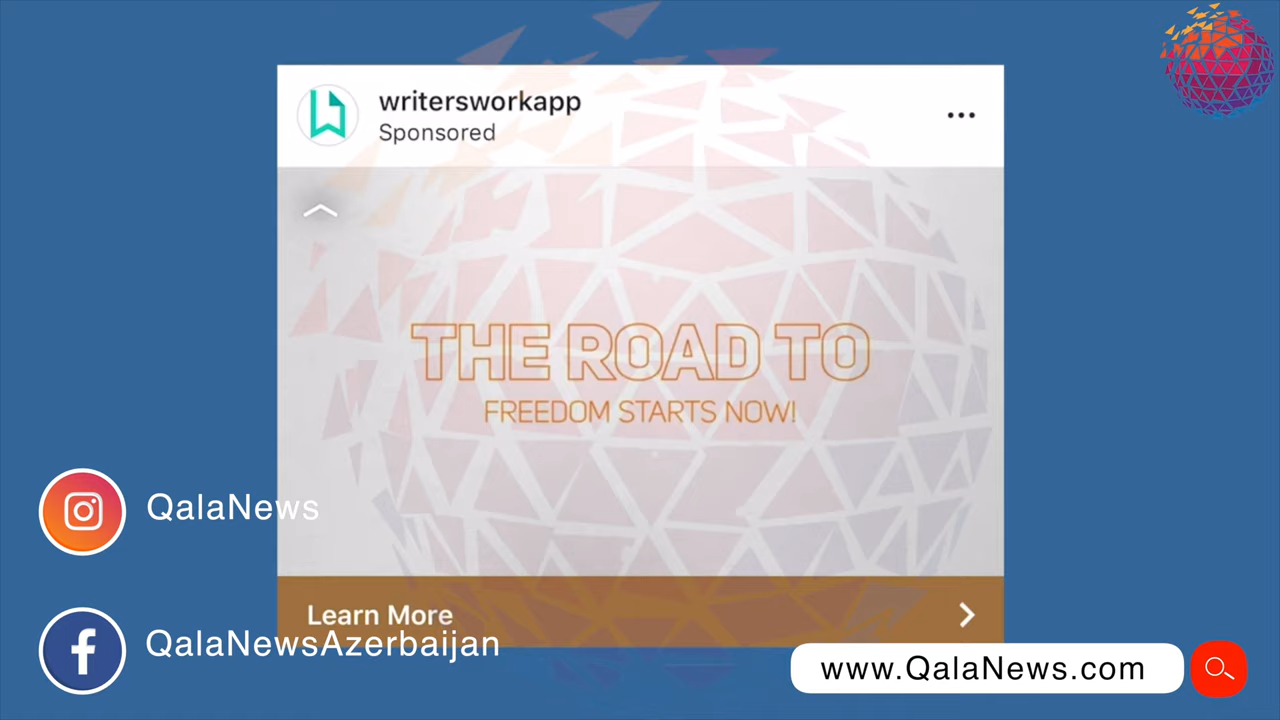 writersworkapp
Sponsored
THE ROAD TO
FREEDOM STARTS NOW!
QalaNews
Learn More
QalaNewsAzerbaijan
www.QalaNews.com